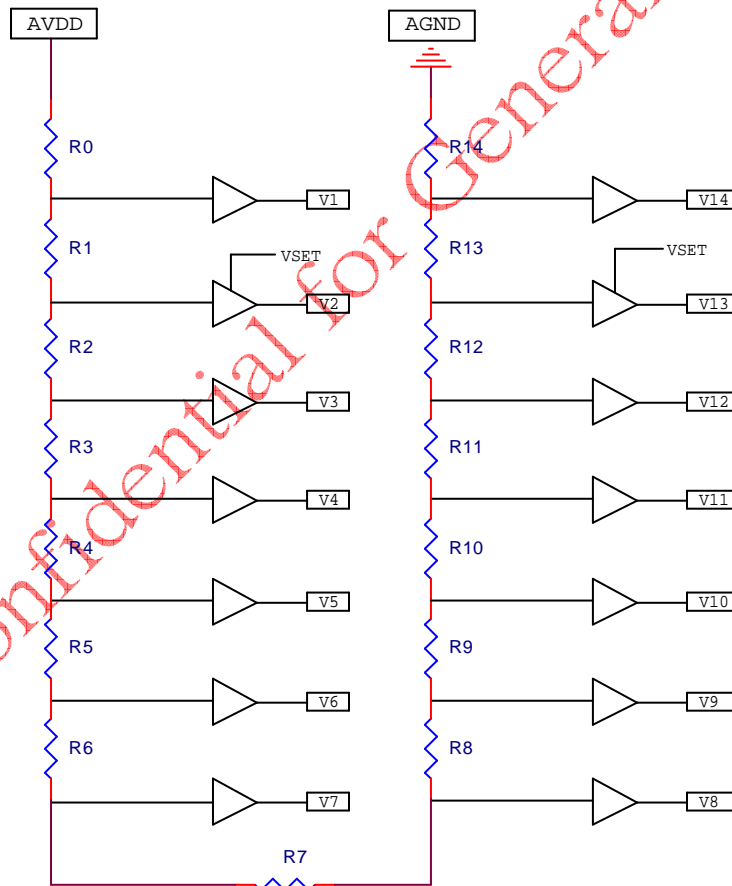 AVDD
AGND
R0
R14
V1
V14
R1
R13
VSET
VSET
V2
V13
R2
R12
V3
V12
R3
R11
V4
V11
R4
R10
V5
V10
R5
R9
V6
V9
R6
R8
V7
V8
R7
onfidential for General